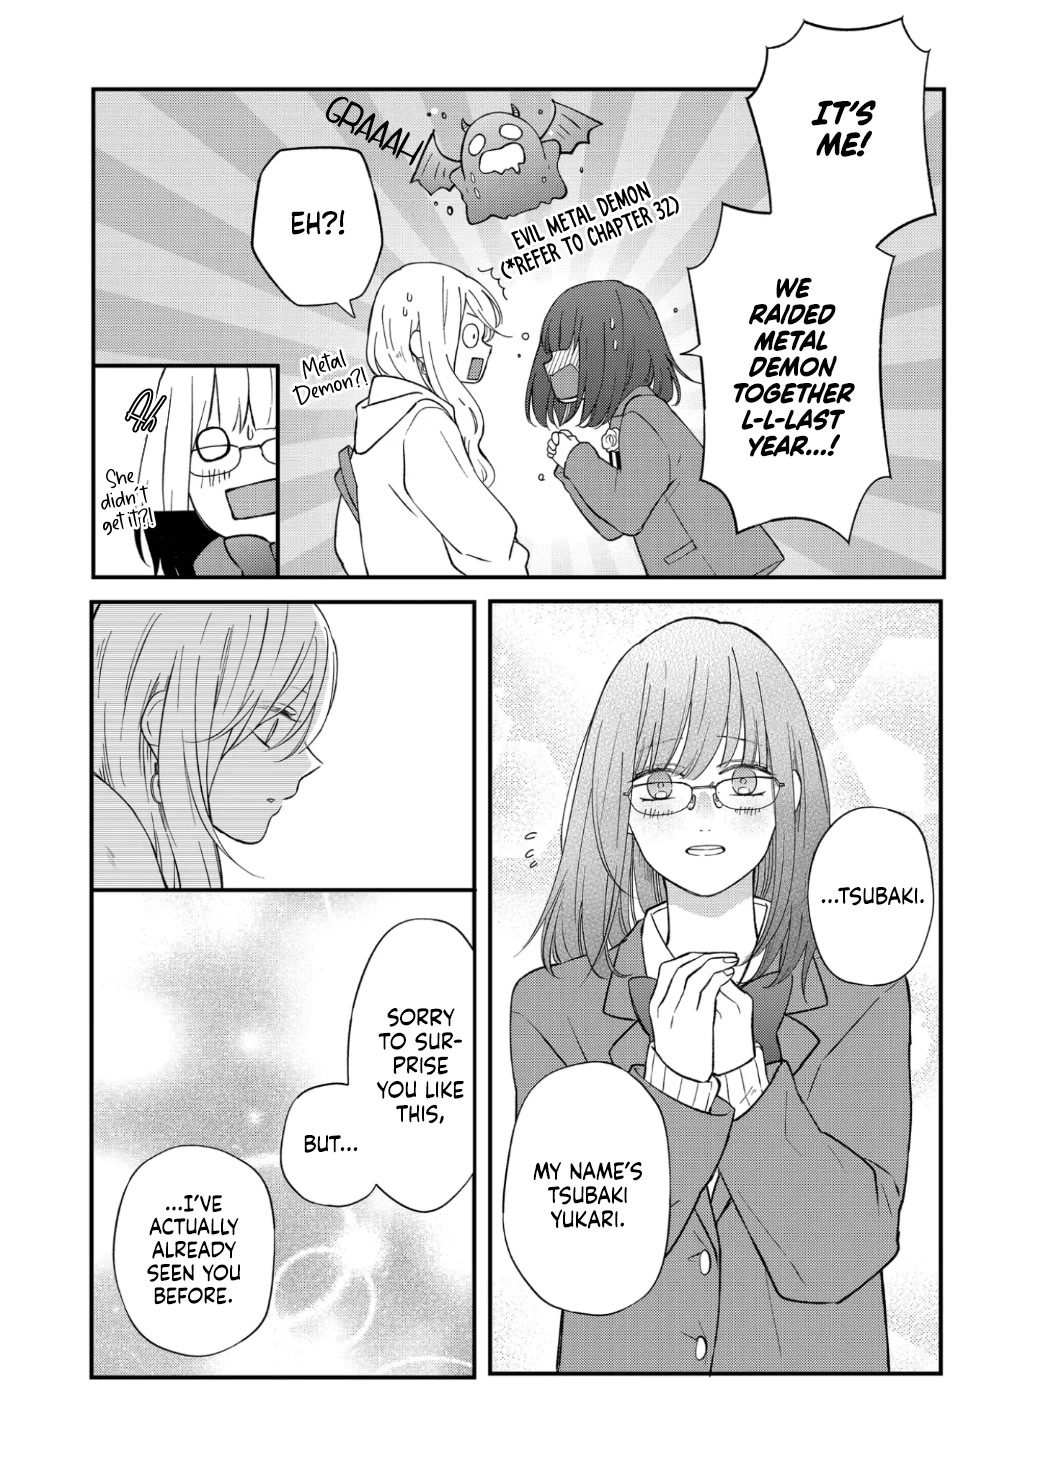 IT'S
ME!
WE
RAIDED
METAL
DEMON
TOGETHER
L-L-LAST
YEAR...!
GRAAAH
EVIL METAL DEMON
(*REFER TO CHAPTER 32)
EH?!
Metal
Demon?!
Ah
She
didn't
get it?!
...TSUBAKI.
MY NAME'S
TSUBAKI
YUKARI.
SORRY
TO SUR-
PRISE
YOU LIKE
THIS,
BUT...
...I'VE
ACTUALLY
ALREADY
SEEN YOU
BEFORE.